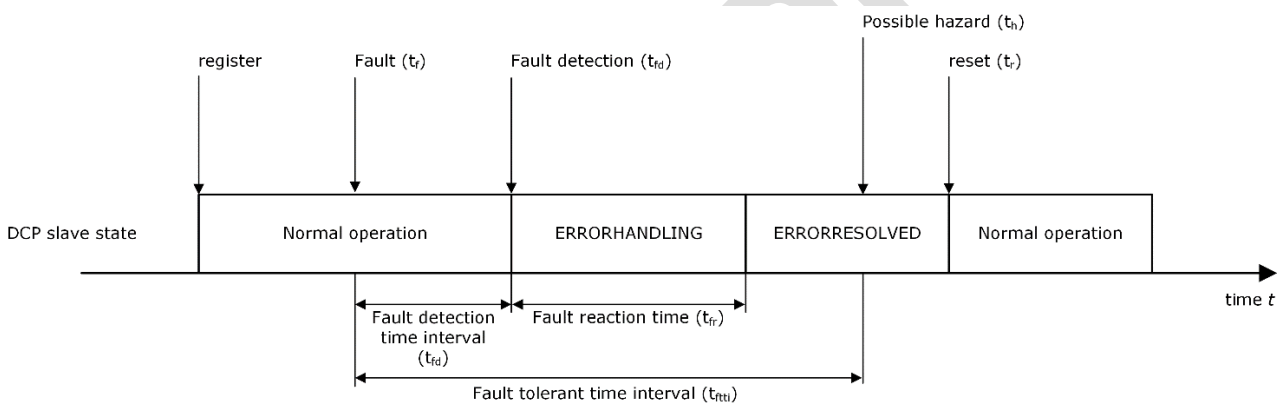 Possible hazard (th)
register
Fault (tf)
Fault detection (tfd)
reset (tr)
DCP slave state
Normal operation
ERRORHANDLING
ERRORRESOLVED
Normal operation
time t
Fault detection
time interval
(tfd)
Fault reaction time (tfr)
Fault tolerant time interval (tftti)